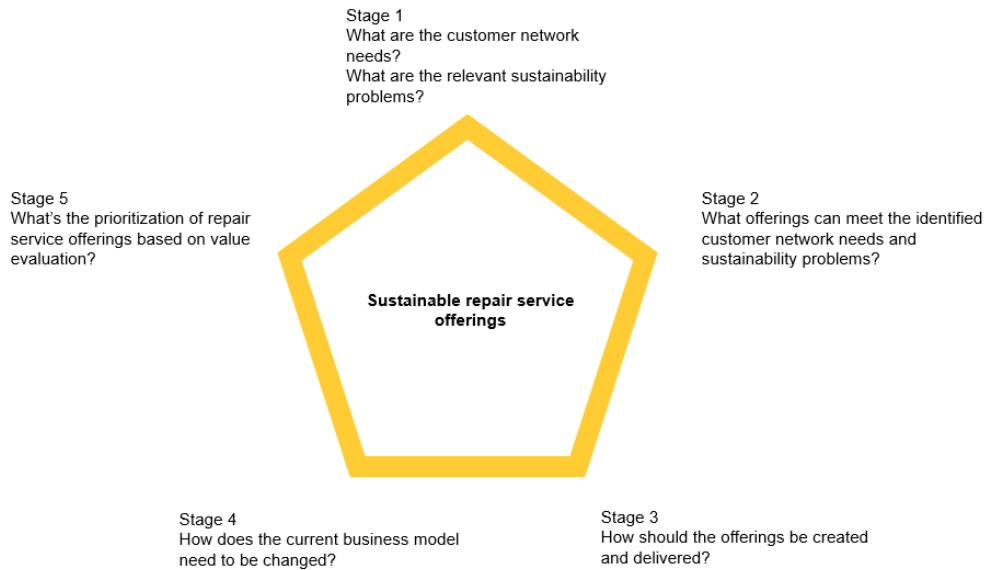 Stage 1
What are the customer network
needs?
What are the relevant sustainability
problems?
Stage 5
What’s the prioritization of repair
service offerings based on value
evaluation?
Stage 2
What offerings can meet the identified
customer network needs and
sustainability problems?
Sustainable repair service
offerings
Stage 4
How does the current business model
need to be changed?
Stage 3
How should the offerings be created
and delivered?